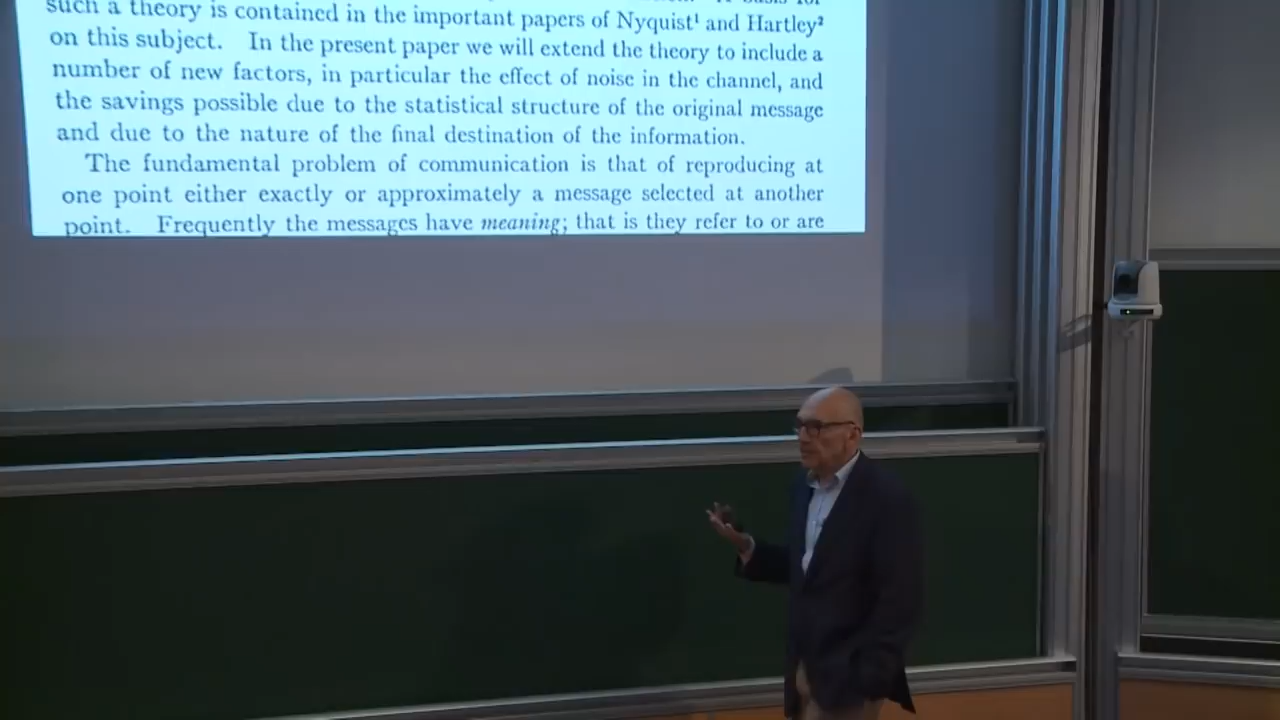 such a theory is contained in the important papers of Nyquist¹ and Hartley²
on this subject. In the present paper we will extend the theory to include a
number of new factors, in particular the effect of noise in the channel, and
the savings possible due to the statistical structure of the original message
and due to the nature of the final destination of the information.
The fundamental problem of communication is that of reproducing at
one point either exactly or approximately a message selected at another
point. Frequently the messages have meaning; that is they refer to or are